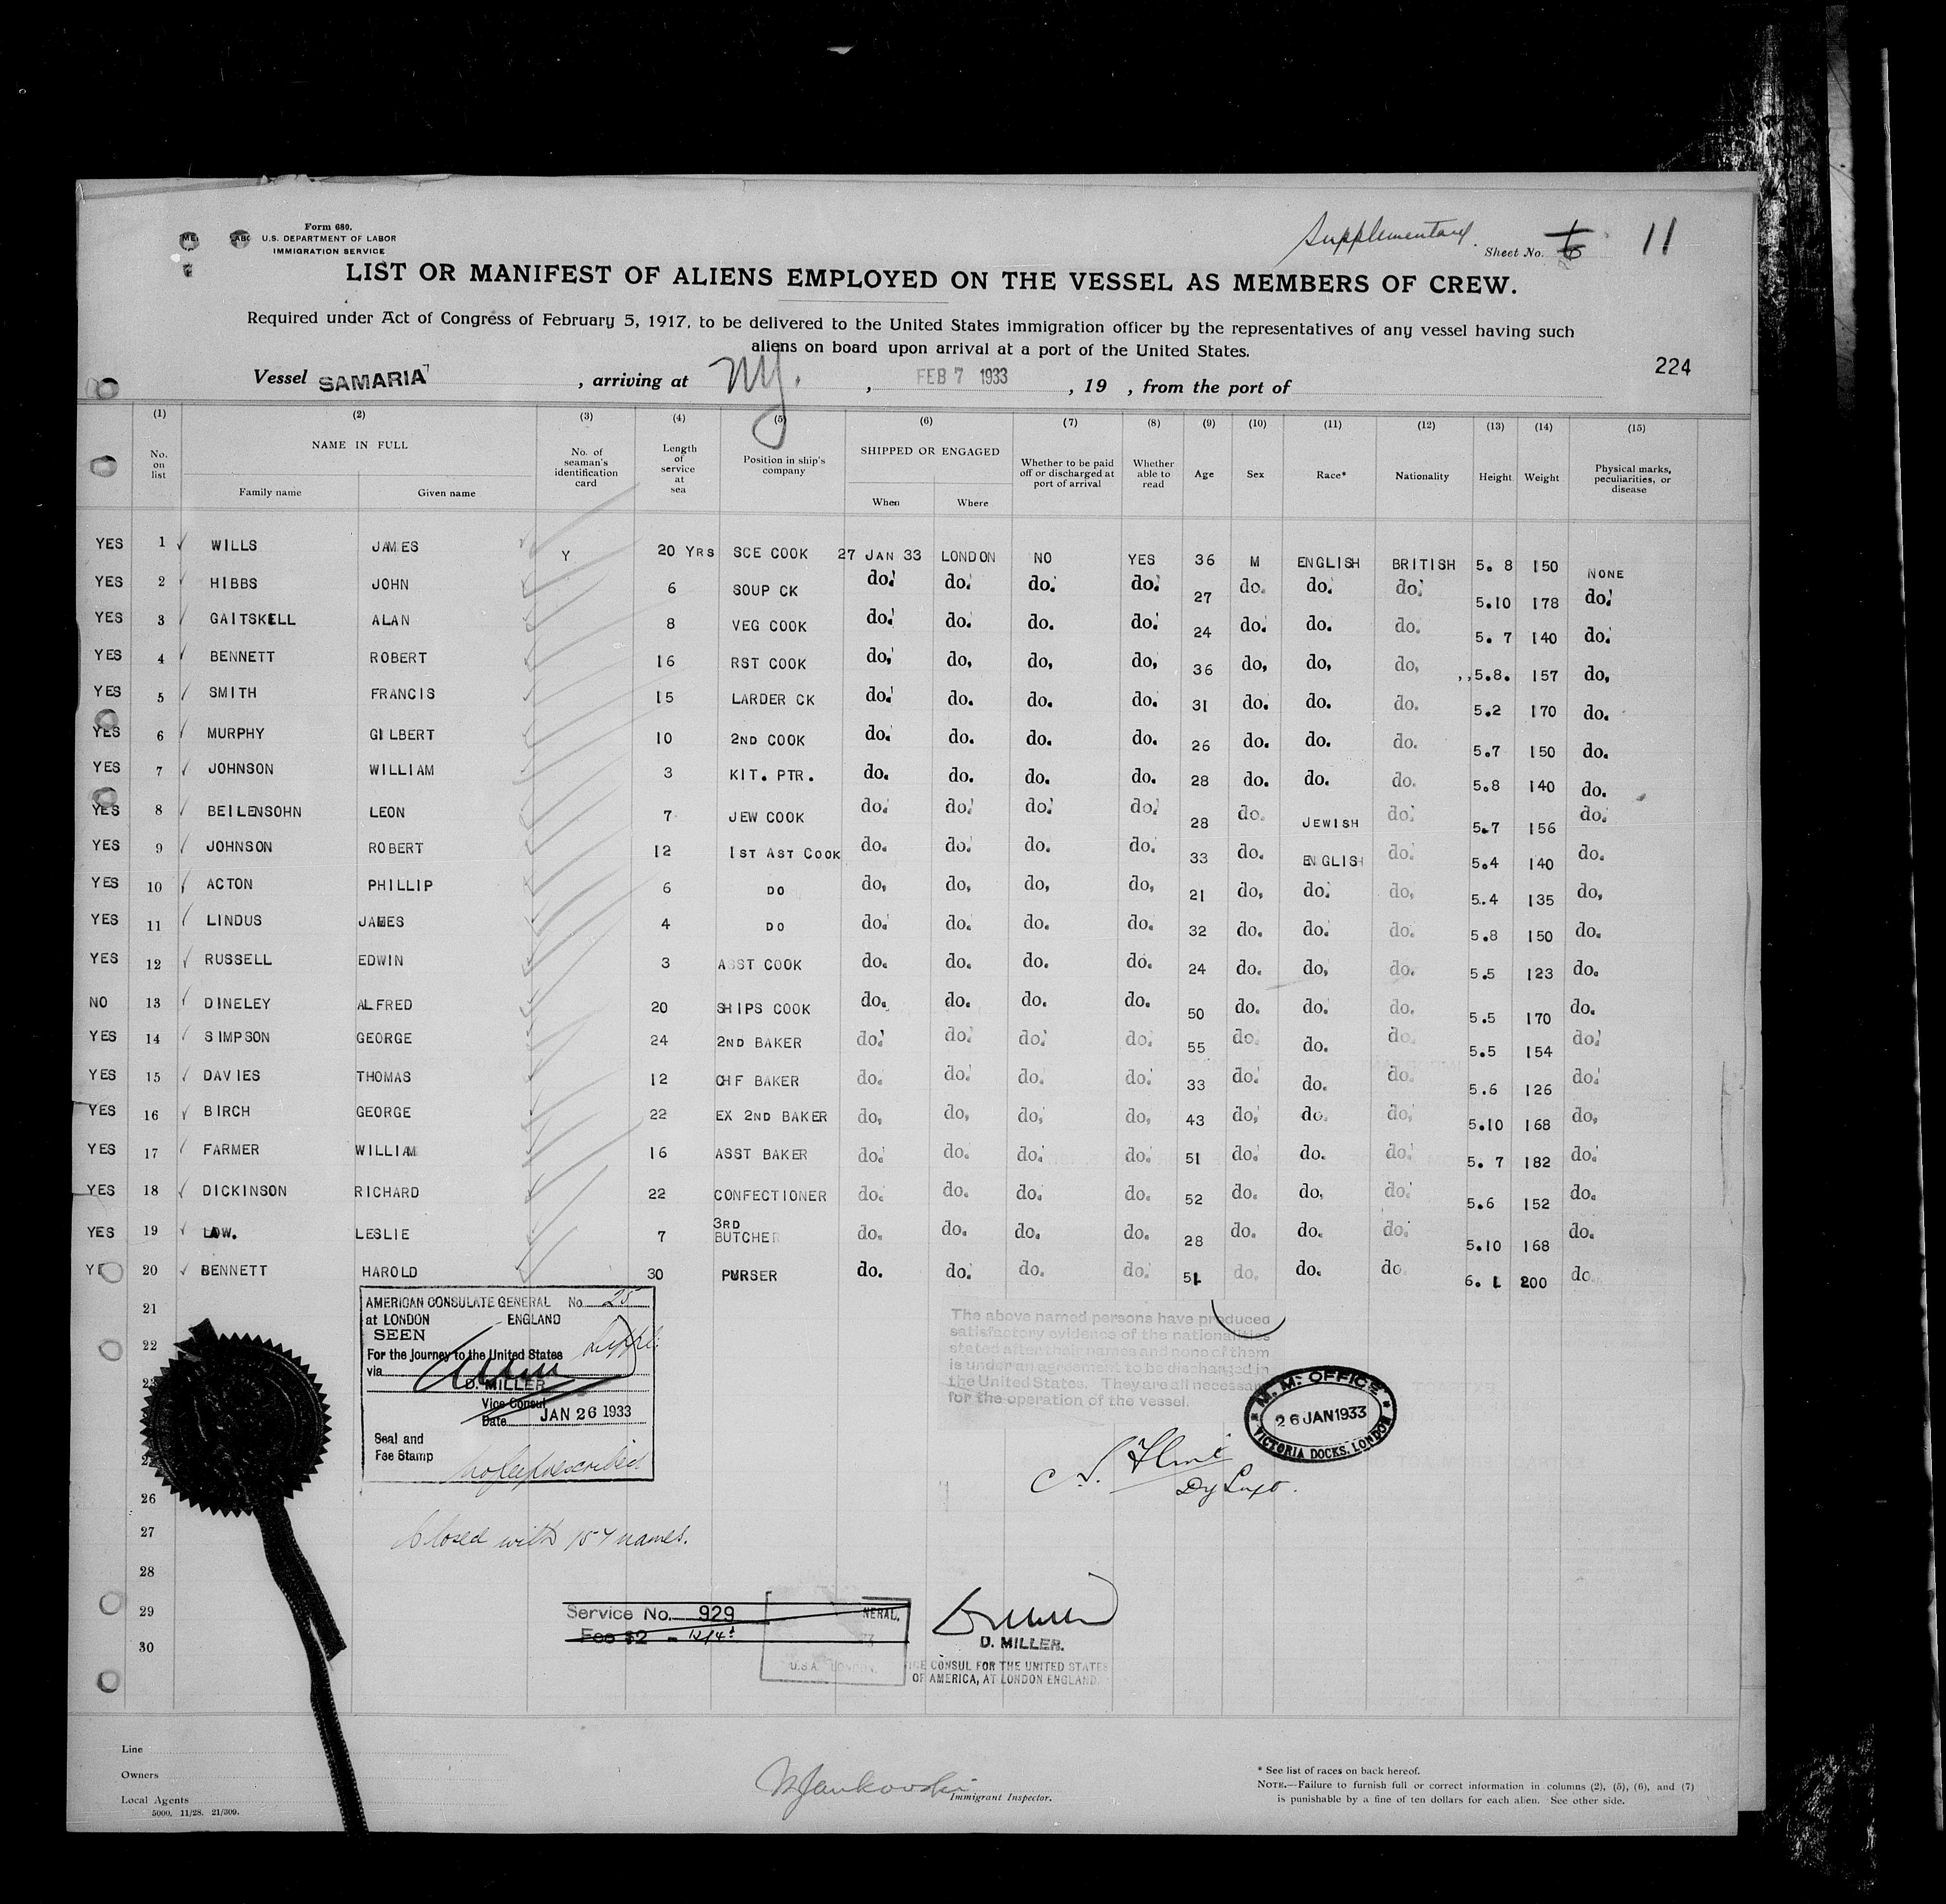 Form 680.
U.S. DEPARTMENT OF LABOR
IMMIGRATION SERVICE
Supplementary.
Sheet No. 11
LIST OR MANIFEST OF ALIENS EMPLOYED ON THE VESSEL AS MEMBERS OF CREW.
Required under Act of Congress of February 5, 1917, to be delivered to the United States immigration officer by the representatives of any vessel having such
aliens on board upon arrival at a port of the United States.
224
Vessel SAMARIA , arriving at NY. , FEB 7 1933 , 19 , from the port of
(1) (2) (3) (4) (5) (6) (7) (8) (9) (10) (11) (12) (13) (14) (15)
No. on list NAME IN FULL Family name Given name No. of seaman's identification card Length of service at sea Position in ship's company SHIPPED OR ENGAGED When Where Whether to be paid off or discharged at port of arrival Whether able to read Age Sex Race* Nationality Height Weight Physical marks, peculiarities, or disease
YES 1 WILLS JAMES Y 20 YRS SCE COOK 27 JAN 33 LONDON NO YES 36 M ENGLISH BRITISH 5. 8 150 NONE
YES 2 HIBBS JOHN 6 SOUP CK do. do. do. do. 27 do. do. do. 5.10 178 do.
YES 3 GAITSKELL ALAN 8 VEG COOK do. do. do. do. 24 do. do. do. 5. 7 140 do.
YES 4 BENNETT ROBERT 16 RST COOK do, do, do, do, 36 do, do, do, 5.8. 157 do,
YES 5 SMITH FRANCIS 15 LARDER CK do. do. do. do. 31 do. do. do. 5.2 170 do.
YES 6 MURPHY GILBERT 10 2ND COOK do. do. do. do. 26 do. do. do. 5.7 150 do.
YES 7 JOHNSON WILLIAM 3 KIT. PTR. do. do. do. do. 28 do. do. do. 5.8 140 do.
YES 8 BEILENSOHN LEON 7 JEW COOK do. do. do. do. 28 do. JEWISH do. 5.7 156 do.
YES 9 JOHNSON ROBERT 12 1ST AST COOK do. do. do. do. 33 do. ENGLISH do. 5.4 140 do.
YES 10 ACTON PHILLIP 6 DO do, do, do, do, 21 do, do. do, 5.4 135 do,
YES 11 LINDUS JAMES 4 DO do. do. do. do. 32 do. do. do. 5.8 150 do.
YES 12 RUSSELL EDWIN 3 ASST COOK do. do. do. do. 24 do. do, do. 5.5 123 do.
NO 13 DINELEY ALFRED 20 SHIPS COOK do. do. do. do. 50 do. do. do. 5.5 170 do.
YES 14 SIMPSON GEORGE 24 2ND BAKER do. do. do. do. 55 do. do. do. 5.5 154 do.
YES 15 DAVIES THOMAS 12 CHF BAKER do. do. do. do. 33 do. do. do. 5.6 126 do.
YES 16 BIRCH GEORGE 22 EX 2ND BAKER do, do, do, do, 43 do, do. do, 5.10 168 do,
YES 17 FARMER WILLIAM 16 ASST BAKER do. do. do. do. 51 do. do. do. 5. 7 182 do.
YES 18 DICKINSON RICHARD 22 CONFECTIONER do. do. do. do. 52 do. do, do. 5.6 152 do.
YES 19 LAW. LESLIE 7 3RD BUTCHER do. do. do. do. 28 do. do. do. 5.10 168 do.
YE 20 BENNETT HAROLD 30 PURSER do. do. do. do. 51 do. do. do. 6. 1 200 do.
21
22
26
27
28
29
30
AMERICAN CONSULATE GENERAL No. 25
at LONDON ENGLAND
SEEN
For the journey to the United States
via
D. MILLER
Vice Consul
Date JAN 26 1933
Seal and
Fee Stamp
No fee prescribed
The above named persons have produced
satisfactory evidence of the nationalities
stated after their names and none of them
is under an agreement to be discharged in
the United States. They are all necessary
for the operation of the vessel.
M. M. OFFICE
26 JAN 1933
VICTORIA DOCKS, LONDON
Dy Supt.
Closed with 157 names.
Service No. 929
Fee $2
NERAL,
U.S.A. LONDON.
D. MILLER.
VICE CONSUL FOR THE UNITED STATES
OF AMERICA, AT LONDON ENGLAND.
Line
Owners
Local Agents
5000. 11/28. 21/309.
Immigrant Inspector.
* See list of races on back hereof.
NOTE.—Failure to furnish full or correct information in columns (2), (5), (6), and (7)
is punishable by a fine of ten dollars for each alien. See other side.